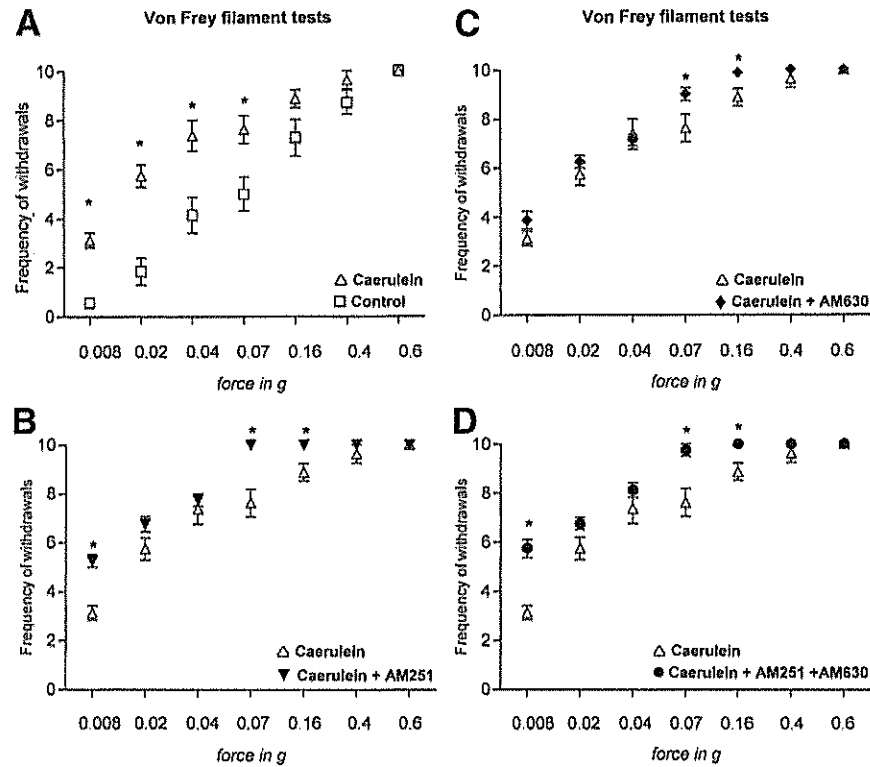 A
Von Frey filament tests
Frequency of withdrawals
10
8
6
4
2
0
*
*
*
*
Caerulein
Control
0.008 0.02 0.04 0.07 0.16 0.4 0.6
force in g
B
Frequency of withdrawals
10
8
6
4
2
0
*
*
*
Caerulein
Caerulein + AM251
0.008 0.02 0.04 0.07 0.16 0.4 0.6
force in g
C
Von Frey filament tests
Frequency of withdrawals
10
8
6
4
2
0
*
*
Caerulein
Caerulein + AM630
0.008 0.02 0.04 0.07 0.16 0.4 0.6
force in g
D
Frequency of withdrawals
10
8
6
4
2
0
*
*
*
Caerulein
Caerulein + AM251 +AM630
0.008 0.02 0.04 0.07 0.16 0.4 0.6
force in g